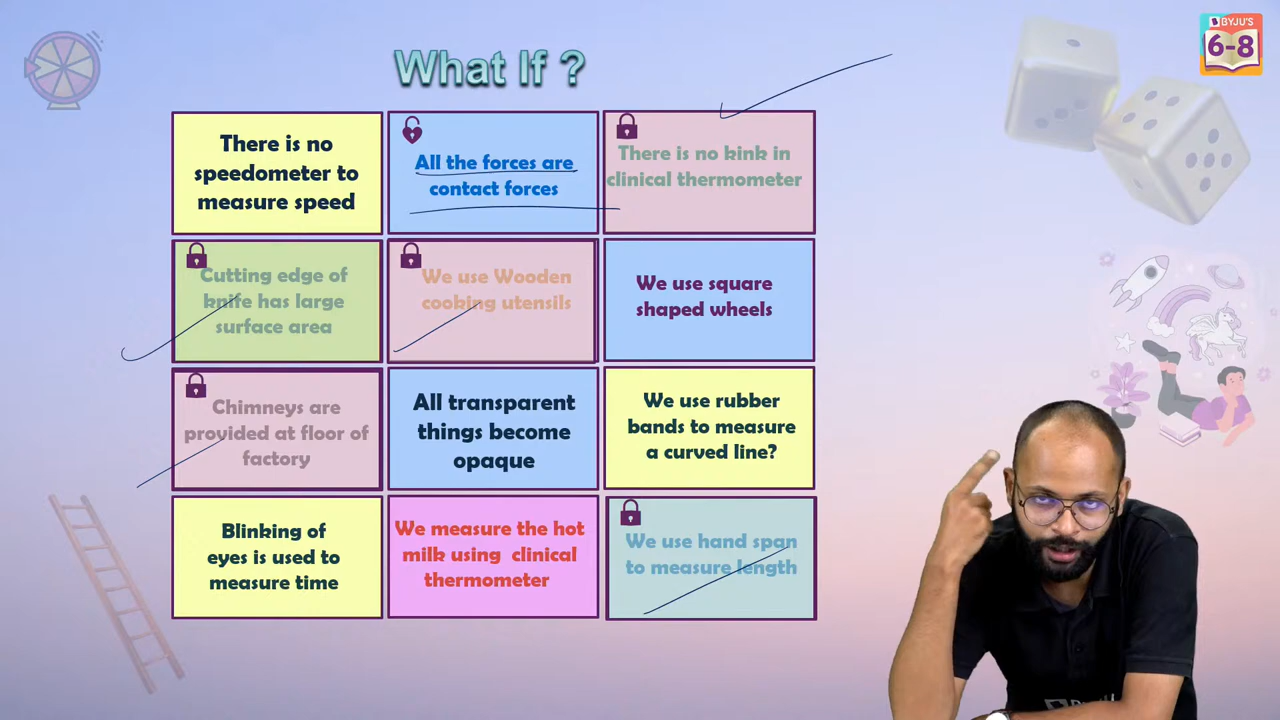 What If ?
BYJU'S
6-8
There is no
speedometer to
measure speed
All the forces are
contact forces
There is no kink in
clinical thermometer
Cutting edge of
knife has large
surface area
We use Wooden
cooking utensils
We use square
shaped wheels
Chimneys are
provided at floor of
factory
All transparent
things become
opaque
We use rubber
bands to measure
a curved line?
Blinking of
eyes is used to
measure time
We measure the hot
milk using clinical
thermometer
We use hand span
to measure length